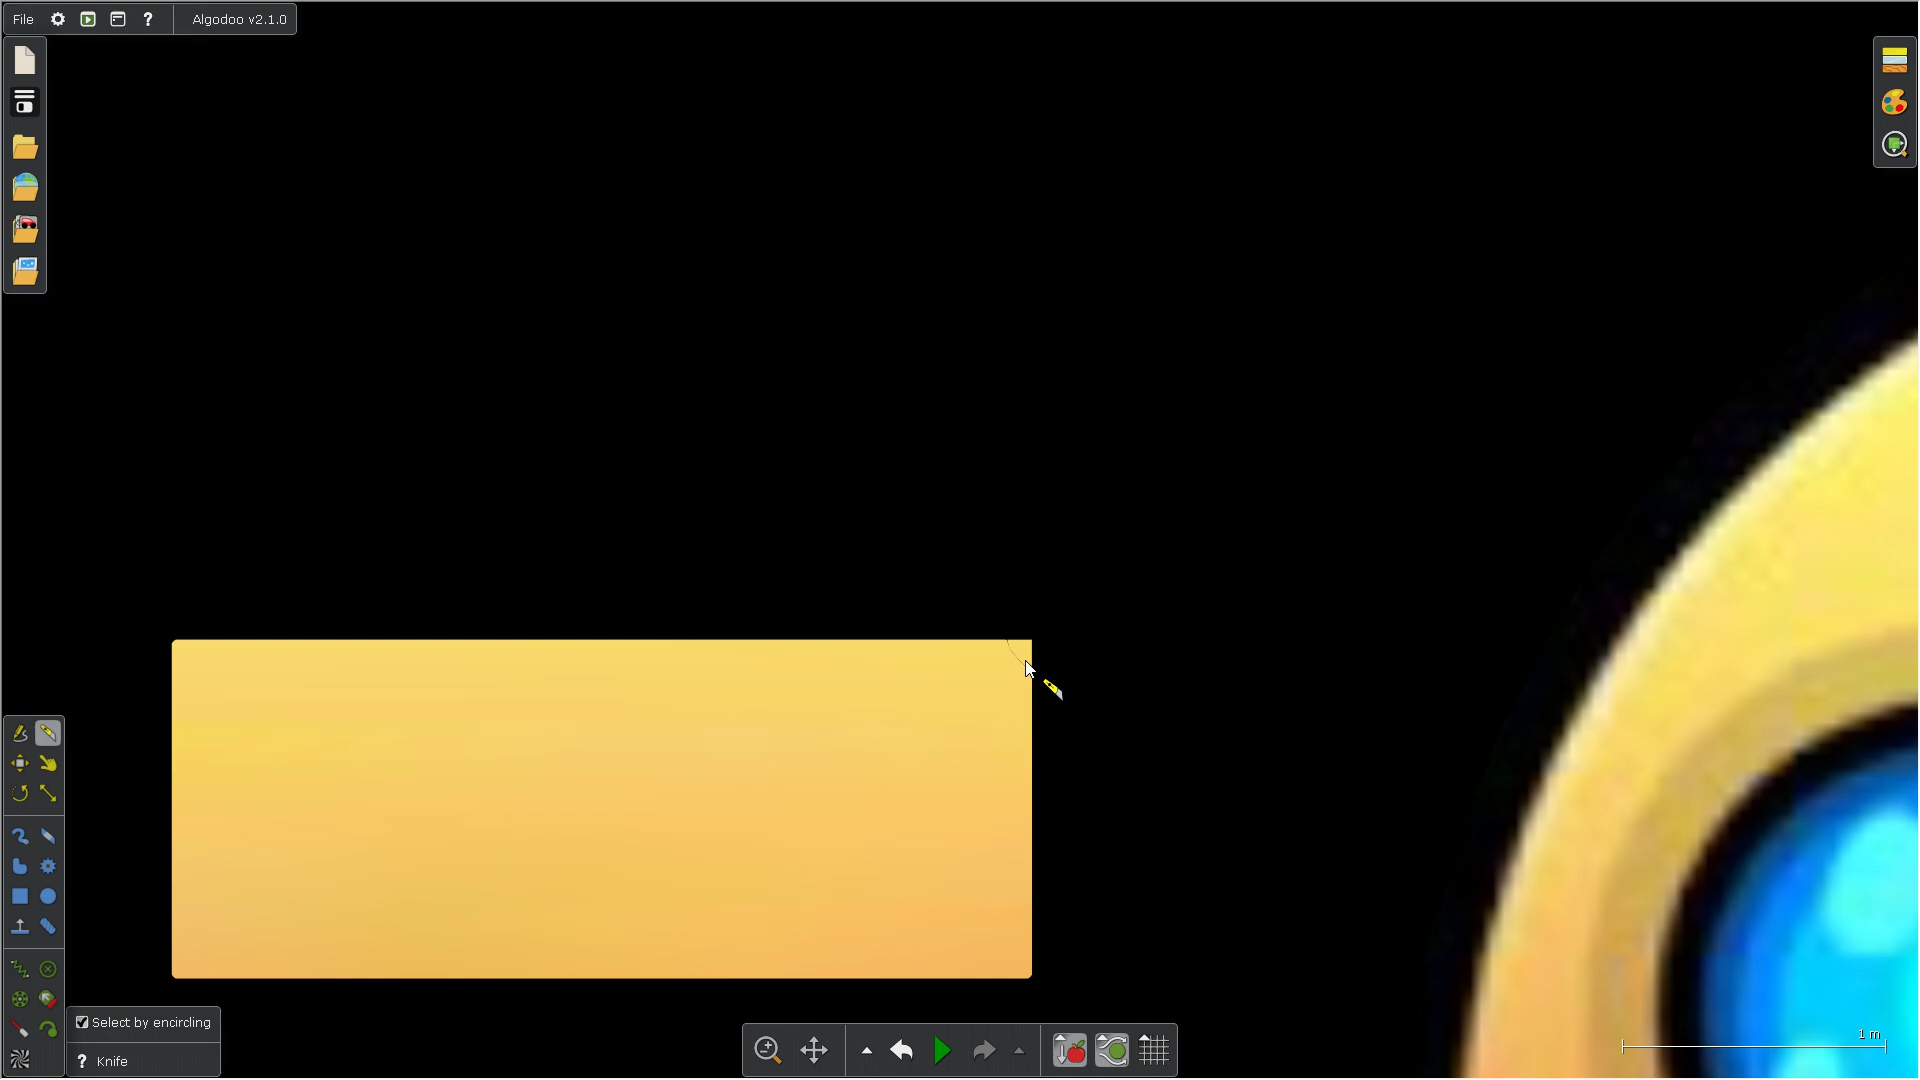 File
?
Algodoo v2.1.0
Select by encircling
? Knife
1 m